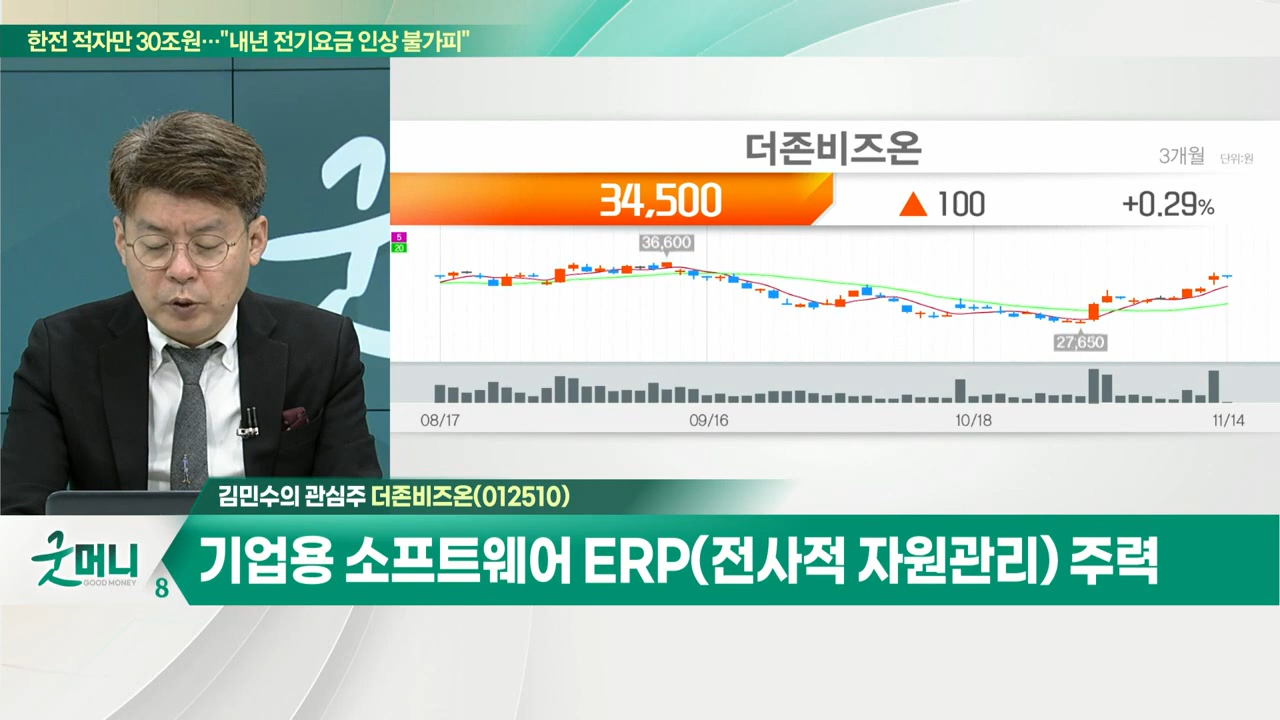 한전 적자만 30조원…"내년 전기요금 인상 불가피"
더존비즈온
3개월 단위:원
34,500 ▲ 100 +0.29%
5
20
36,600
27,650
08/17 09/16 10/18 11/14
김민수의 관심주 더존비즈온(012510)
기업용 소프트웨어 ERP(전사적 자원관리) 주력
굿머니
GOOD MONEY
8